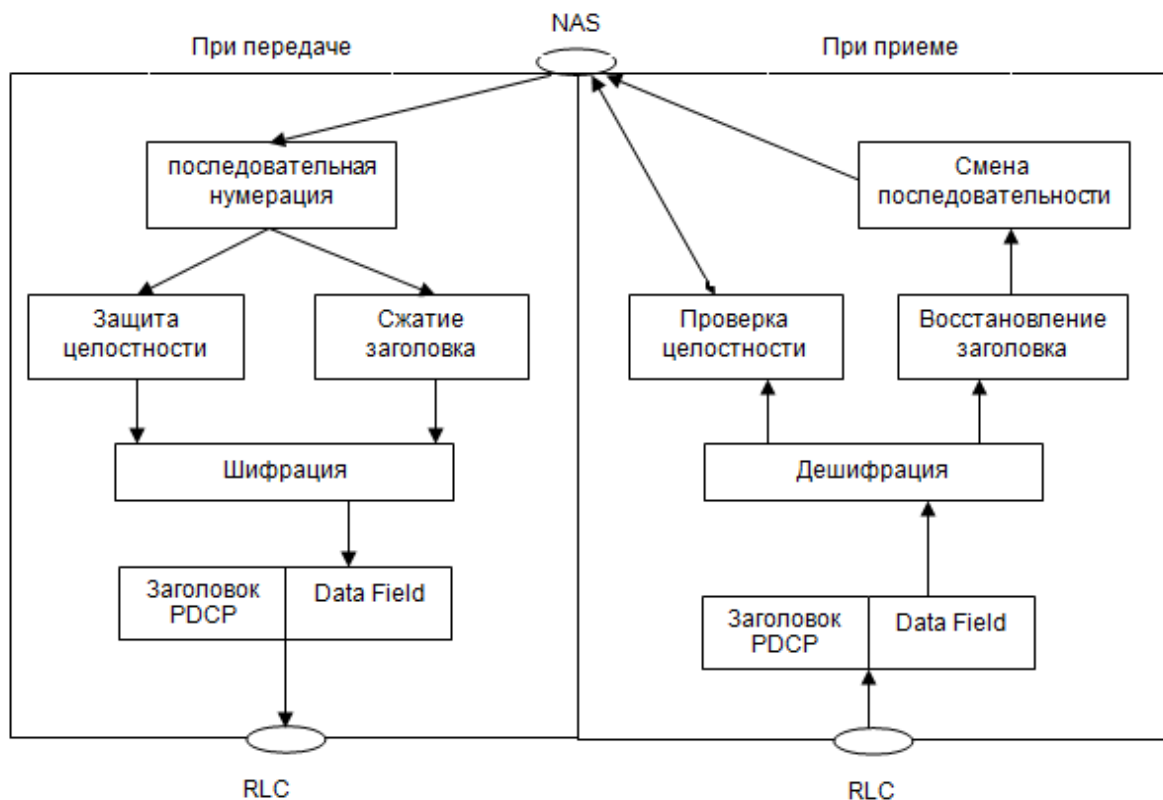 NAS
При передаче
При приеме
последовательная
нумерация
Смена
последовательности
Защита
целостности
Сжатие
заголовка
Проверка
целостности
Восстановление
заголовка
Шифрация
Дешифрация
Заголовок
PDCP
Data Field
Заголовок
PDCP
Data Field
RLC
RLC